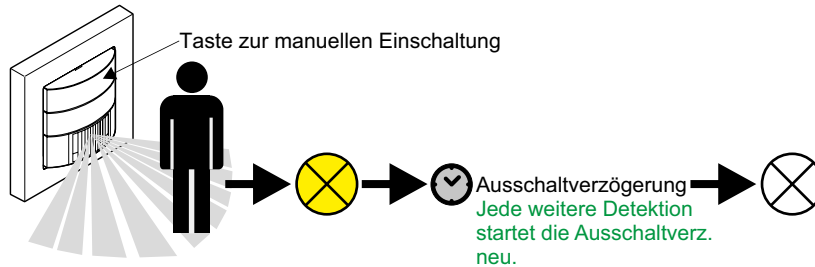 Taste zur manuellen Einschaltung
Ausschaltverzögerung
Jede weitere Detektion
startet die Ausschaltverz.
neu.